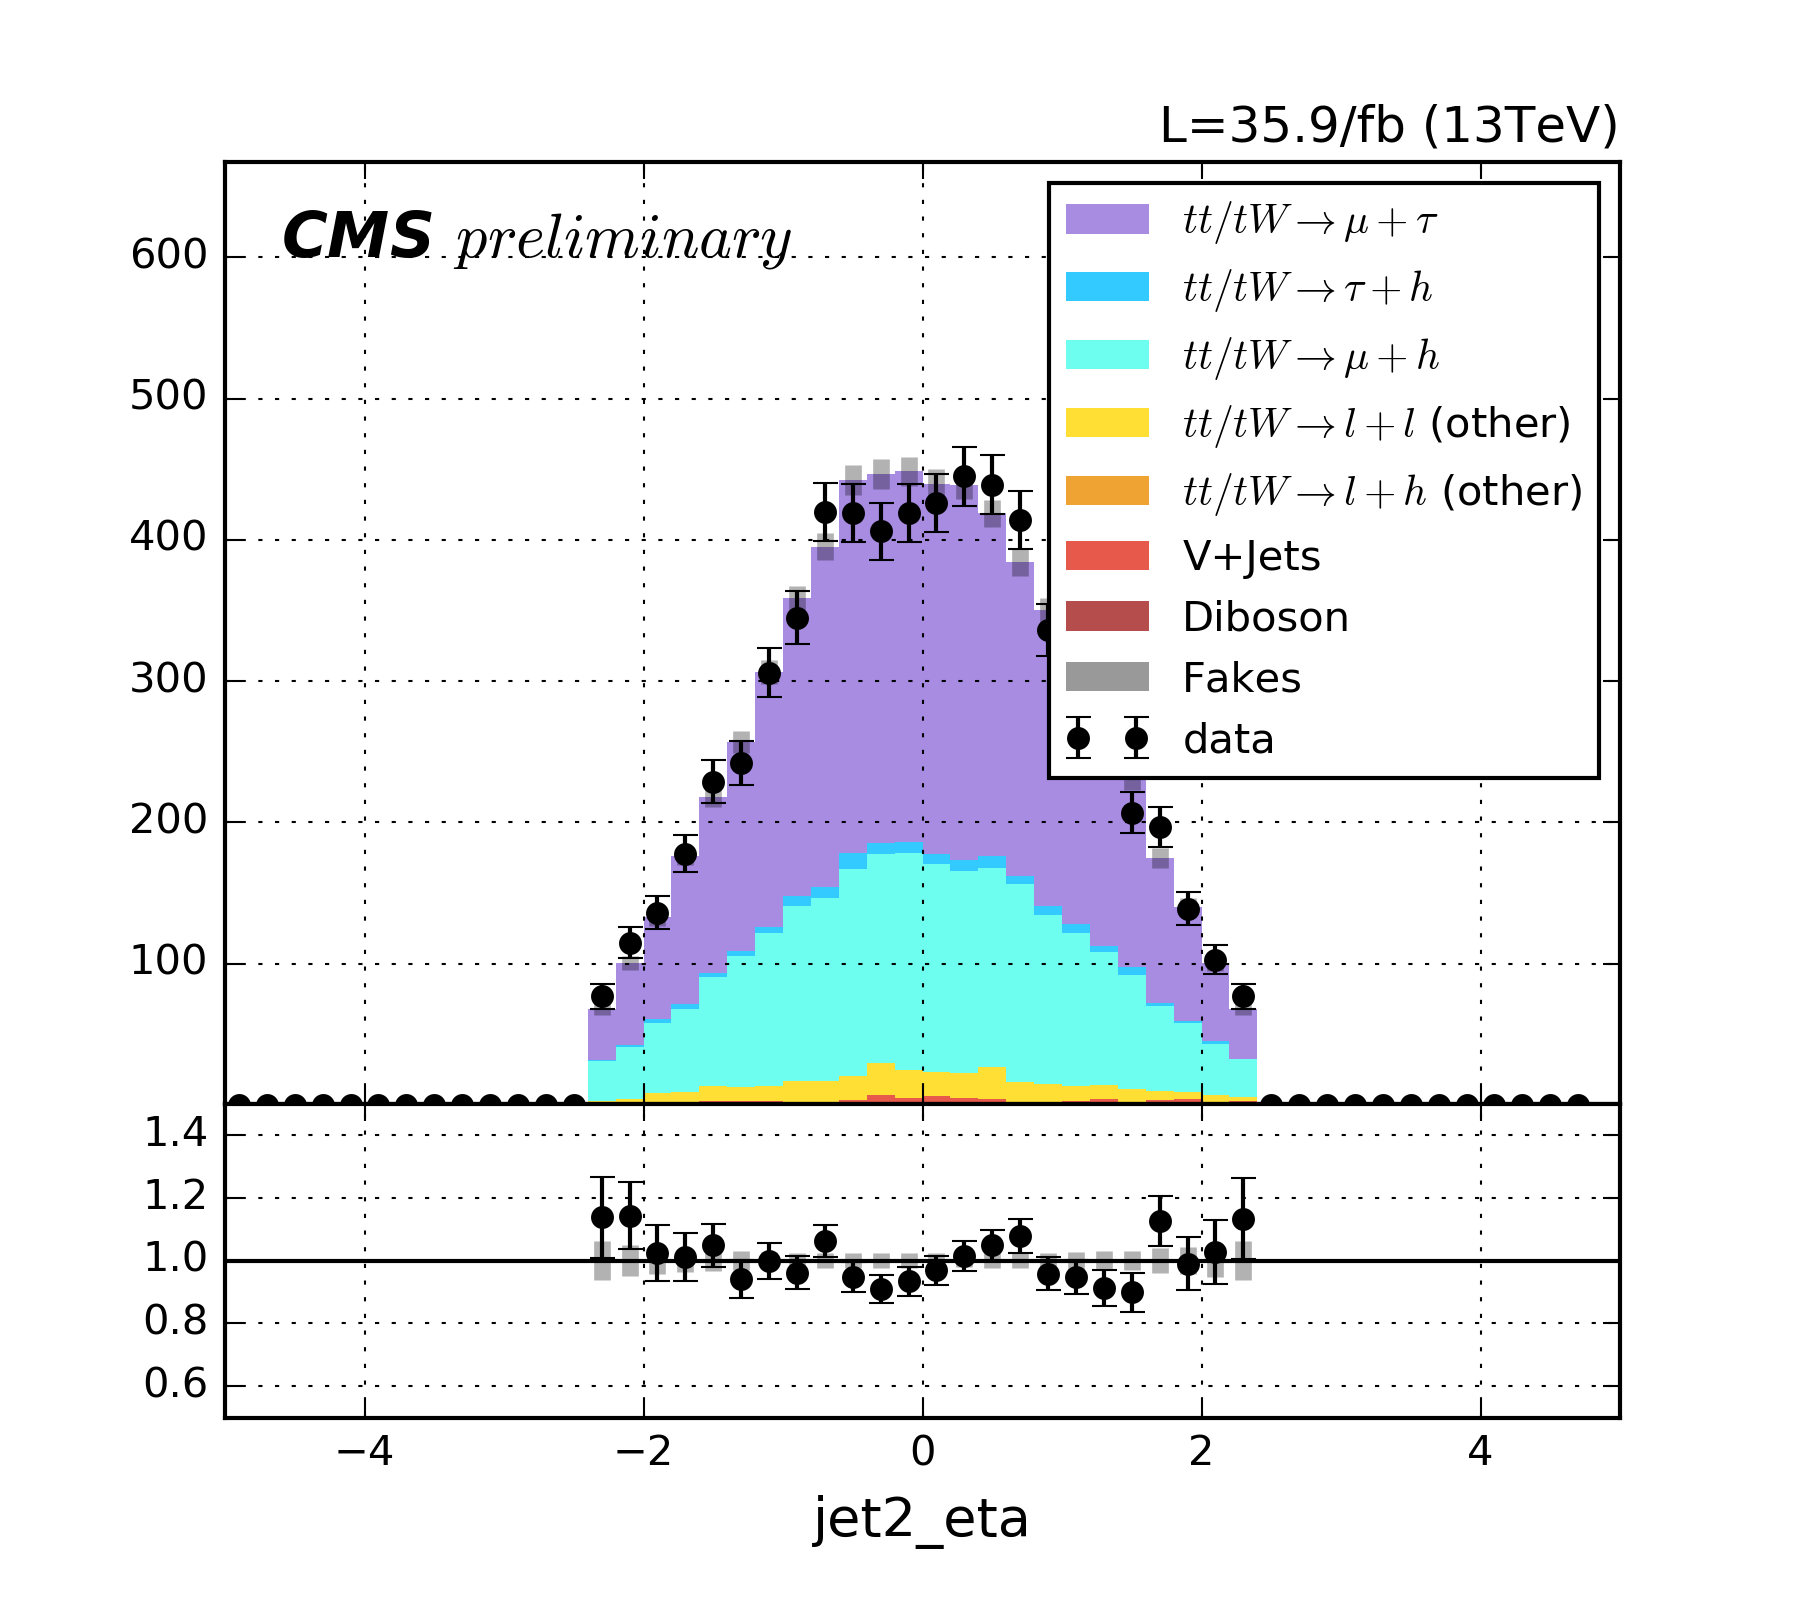 L=35.9/fb (13TeV)
CMS preliminary
600
500
400
300
200
100
tt/tW → μ + τ
tt/tW → τ + h
tt/tW → μ + h
tt/tW → l + l (other)
tt/tW → l + h (other)
V+Jets
Diboson
Fakes
data
1.4
1.2
1.0
0.8
0.6
−4 −2 0 2 4
jet2_eta